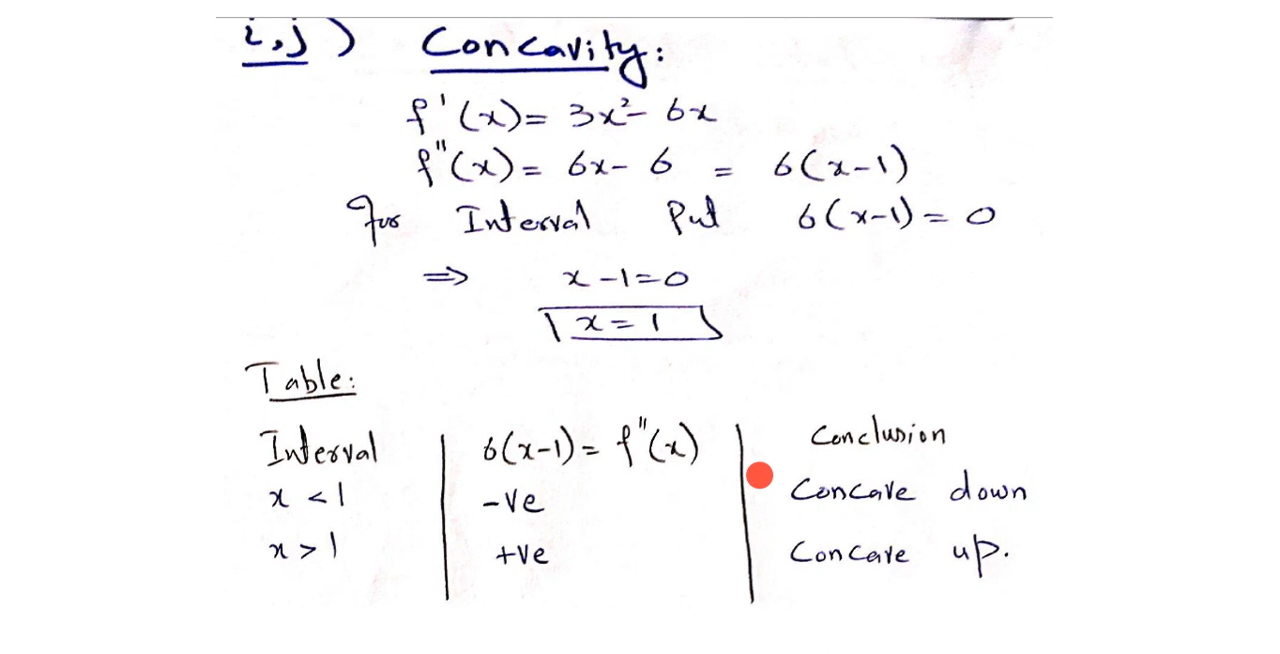 i,j) Concavity:
f'(x)= 3x²- 6x
f"(x)= 6x- 6 = 6(x-1)
For Interval Put 6(x-1)=0
⇒ x-1=0
x=1
Table:
Interval 6(x-1)= f"(x) Conclusion
x <1 -ve Concave down
x >1 +ve Concave up.